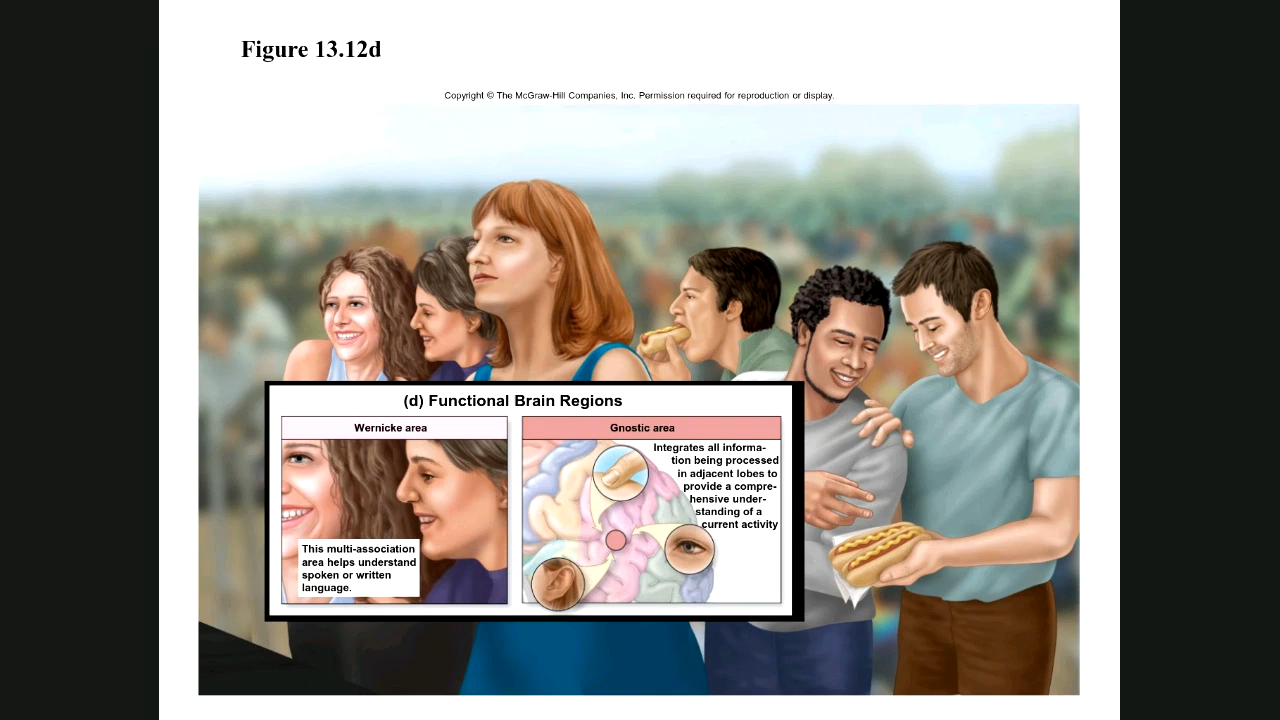 Figure 13.12d
Copyright © The McGraw-Hill Companies, Inc. Permission required for reproduction or display.
(d) Functional Brain Regions
Wernicke area
This multi-association
area helps understand
spoken or written
language.
Gnostic area
Integrates all informa-
tion being processed
in adjacent lobes to
provide a compre-
hensive under-
standing of a
current activity